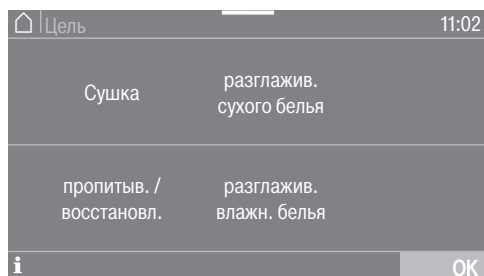 Цель
11:02
Сушка
разглажив.
сухого белья
пропитыв. /
восстановл.
разглажив.
влажн. белья
i
OK